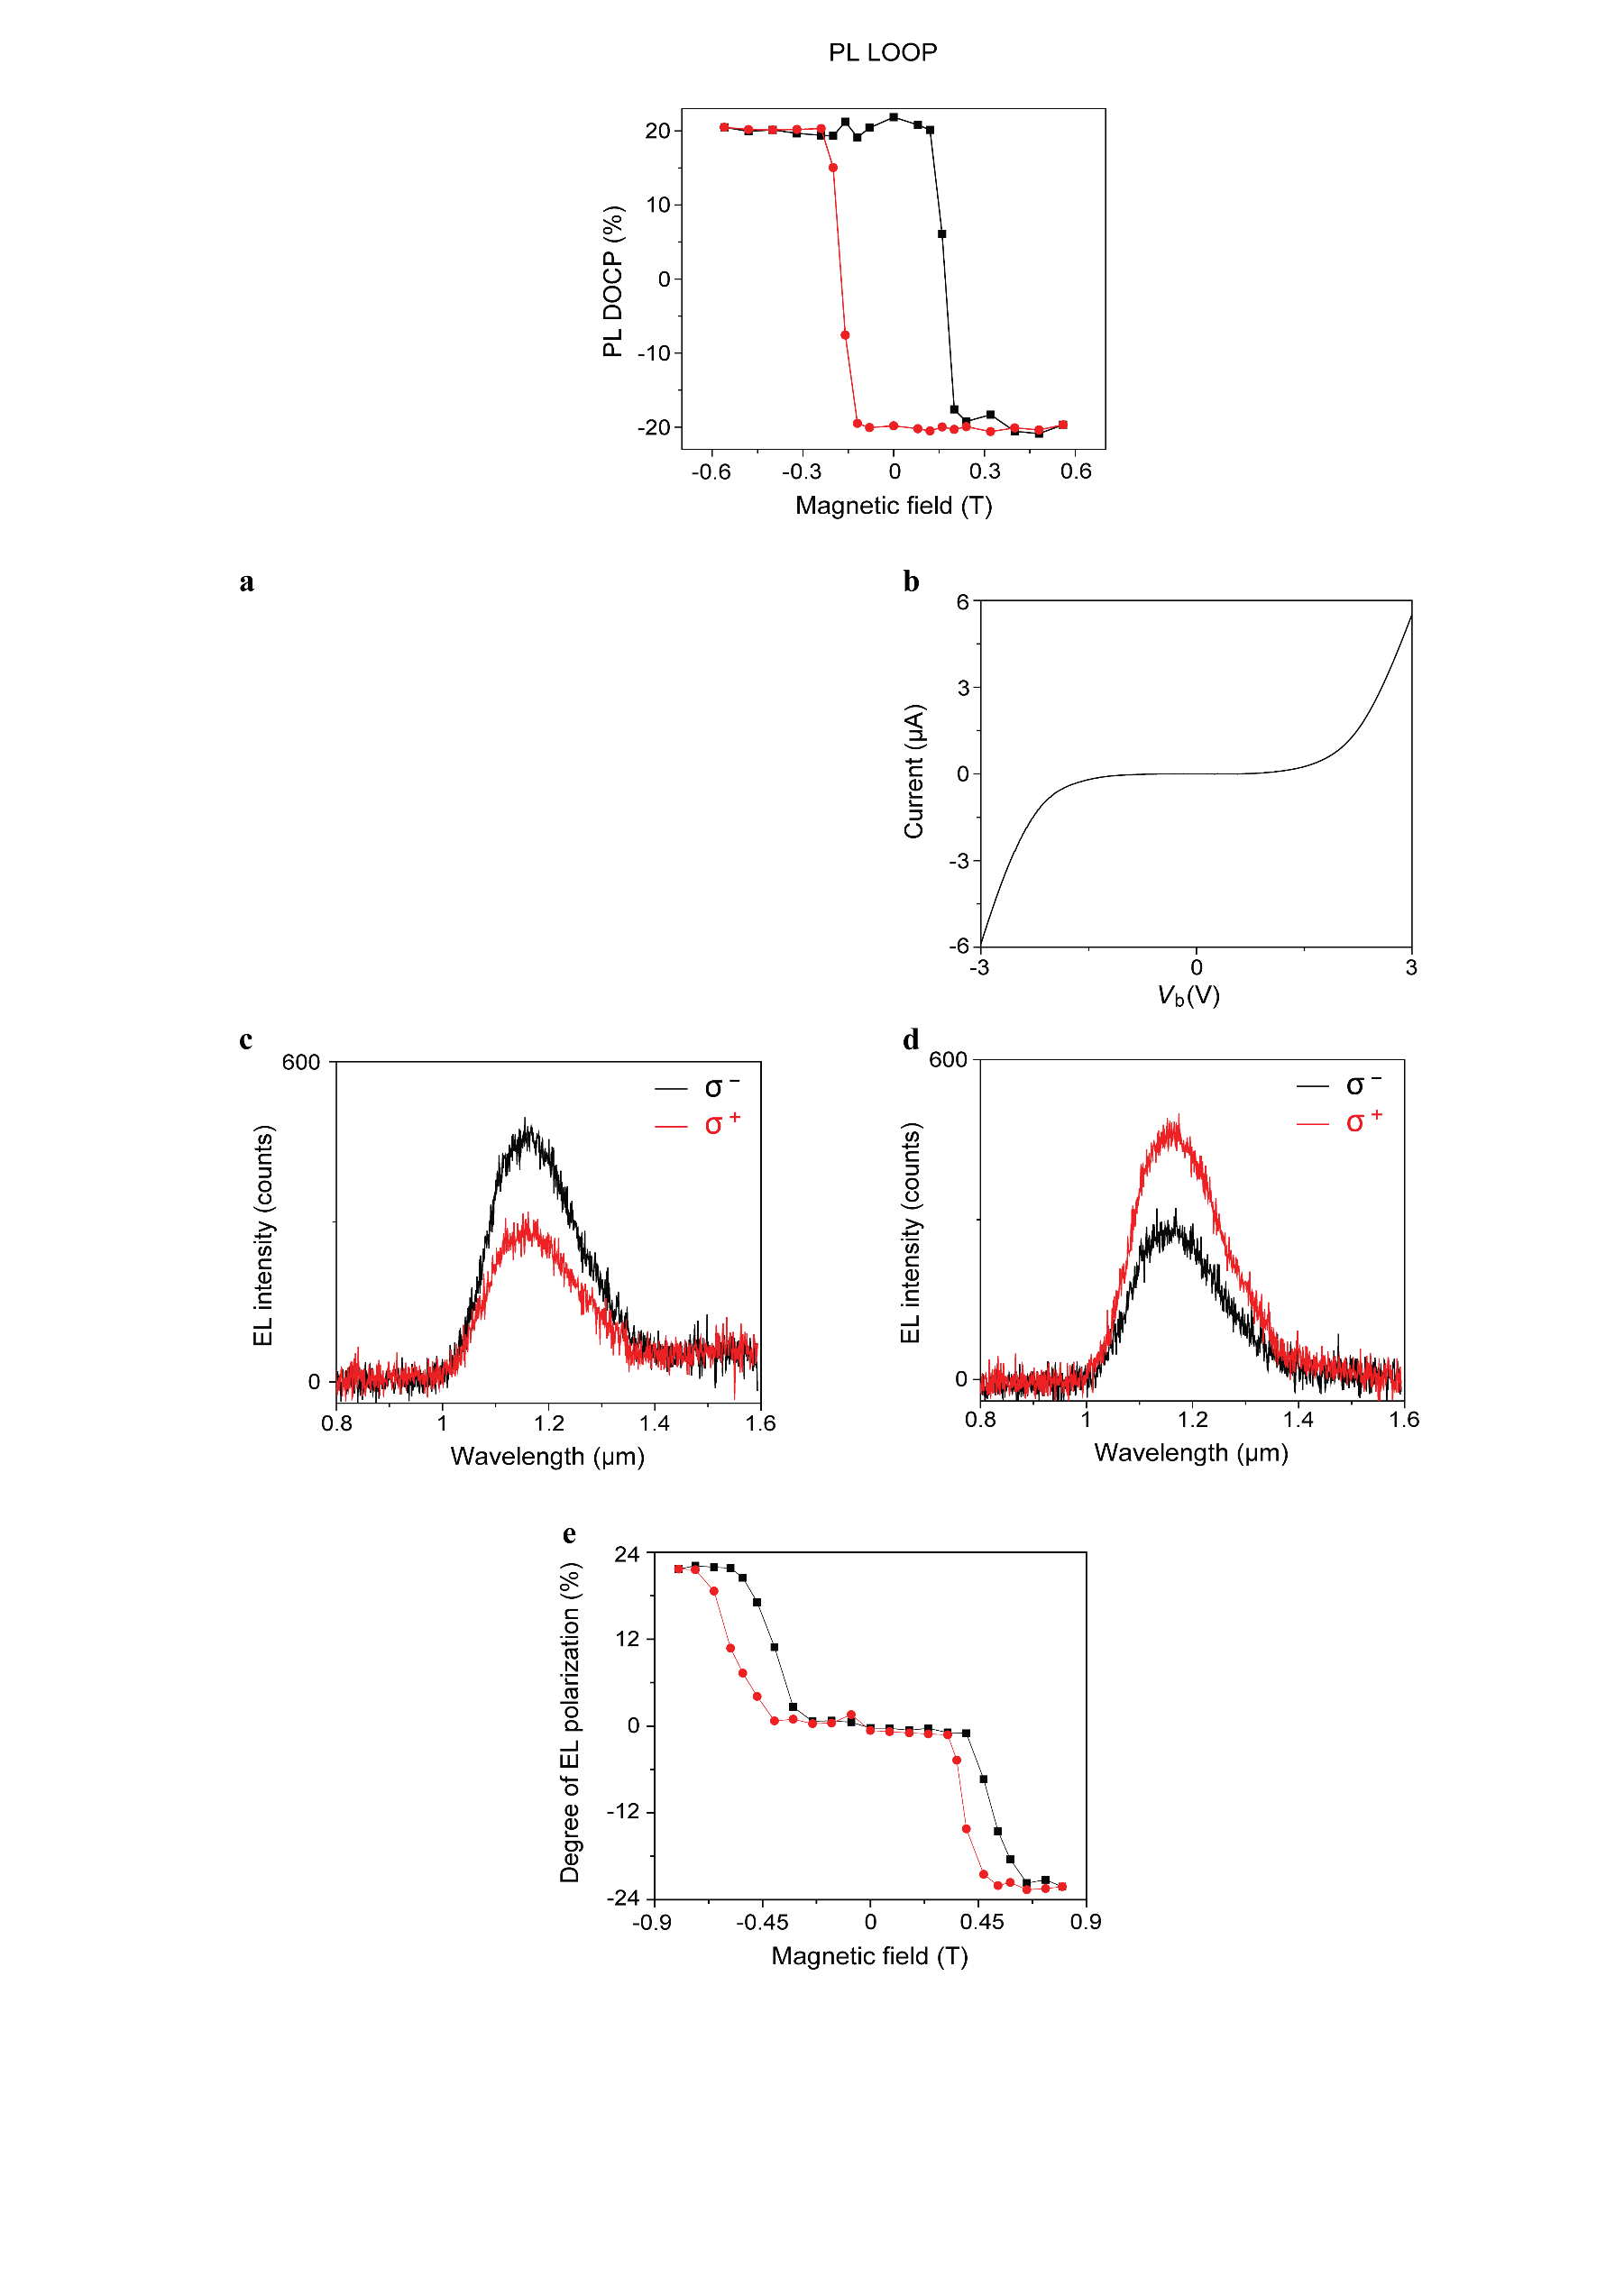 PL LOOP
20
10
0
-10
-20
PL DOCP (%)
-0.6 -0.3 0 0.3 0.6
Magnetic field (T)
a
b
6
3
0
-3
-6
Current (µA)
-3 0 3
Vb(V)
c
600
0
EL intensity (counts)
σ −
σ +
0.8 1 1.2 1.4 1.6
Wavelength (µm)
d
600
0
EL intensity (counts)
σ −
σ +
0.8 1 1.2 1.4 1.6
Wavelength (µm)
e
24
12
0
-12
-24
Degree of EL polarization (%)
-0.9 -0.45 0 0.45 0.9
Magnetic field (T)